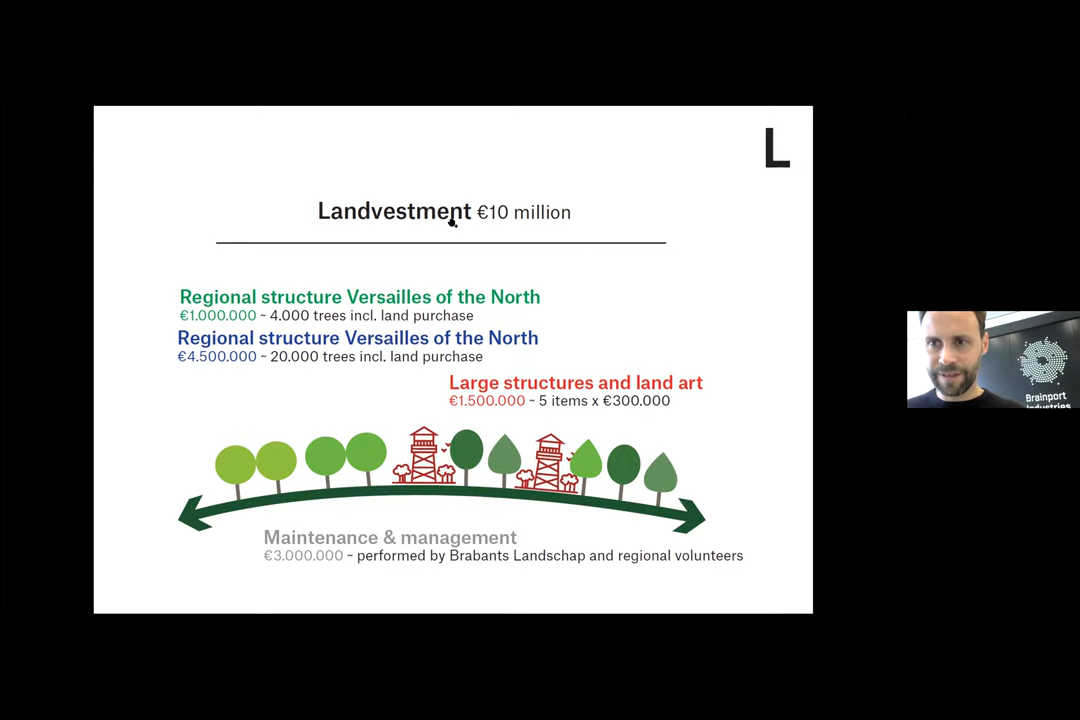 L
Landvestment €10 million
Regional structure Versailles of the North
€1.000.000 ~ 4.000 trees incl. land purchase
Regional structure Versailles of the North
€4.500.000 ~ 20.000 trees incl. land purchase
Large structures and land art
€1.500.000 ~ 5 items x €300.000
Maintenance & management
€3.000.000 ~ performed by Brabants Landschap and regional volunteers
Brainport
Industries